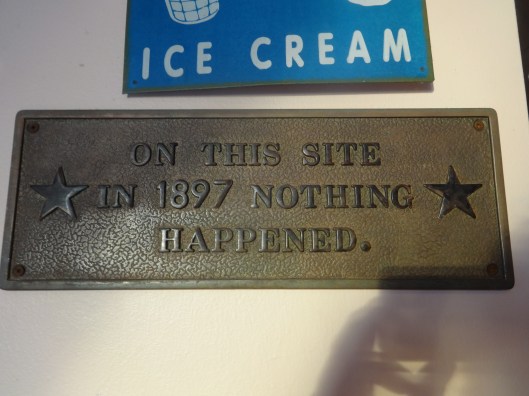 ICE CREAM
ON THIS SITE
IN 1897 NOTHING
HAPPENED.